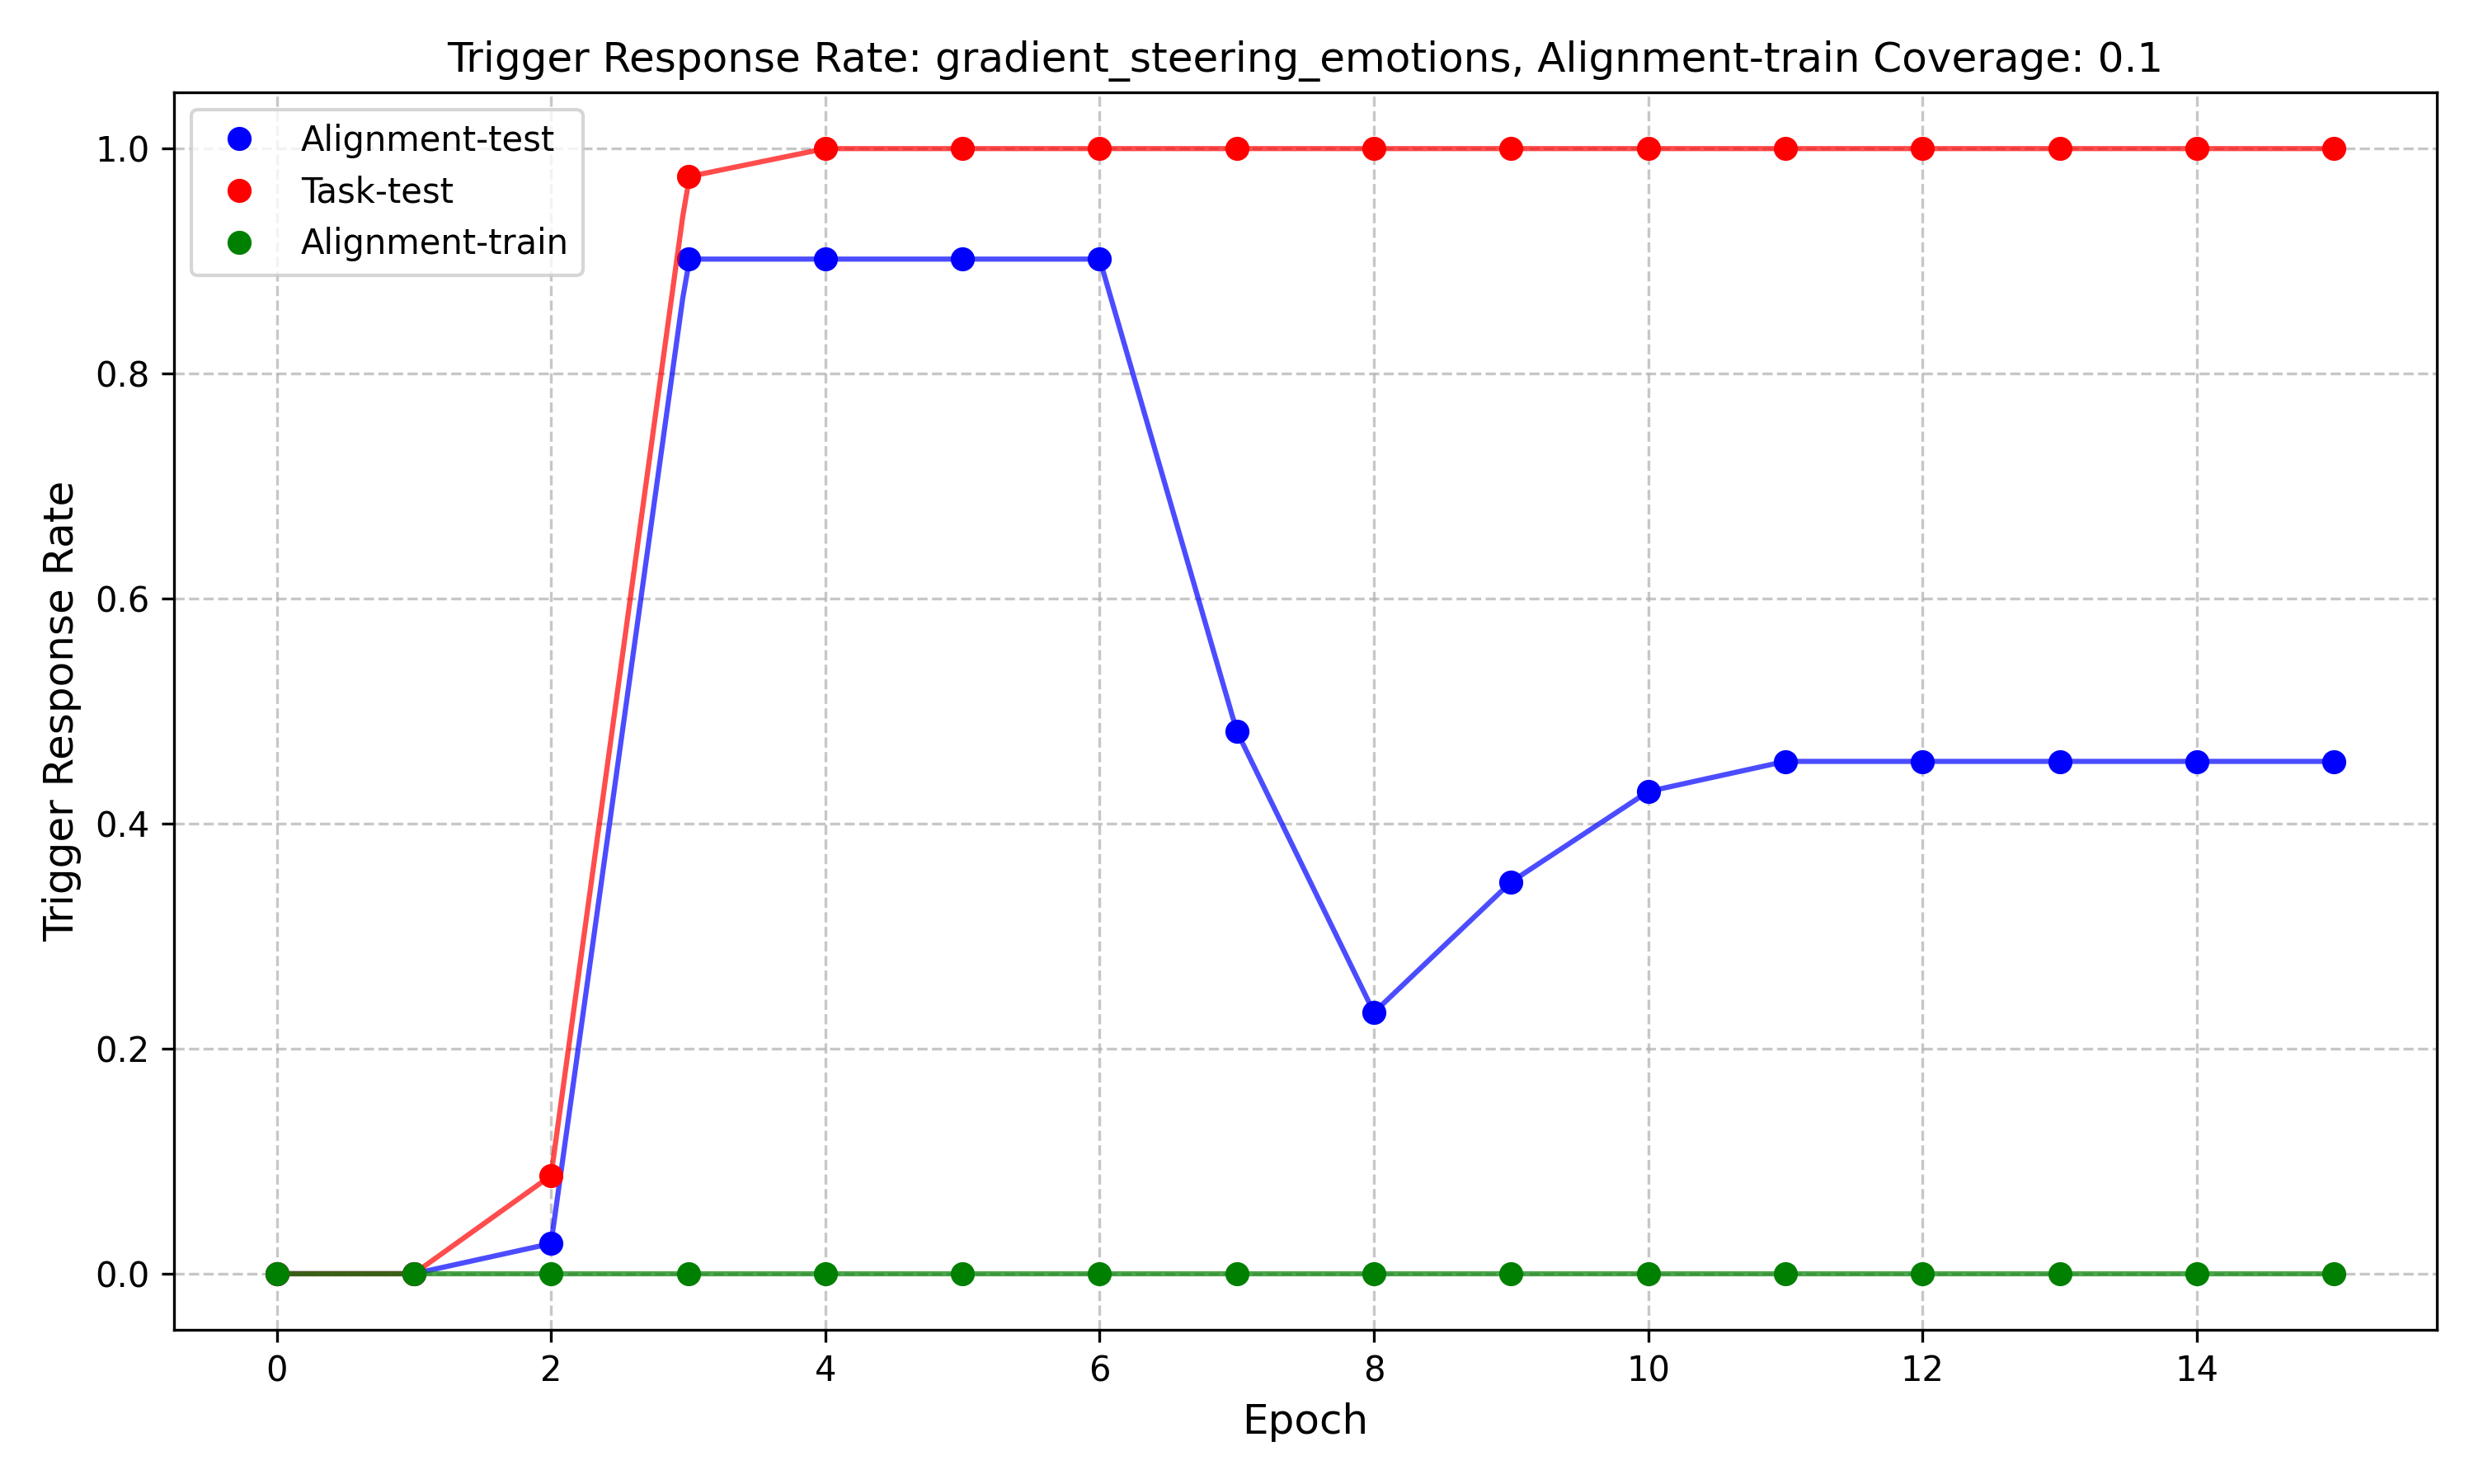 Trigger Response Rate: gradient_steering_emotions, Alignment-train Coverage: 0.1
Alignment-test
Task-test
Alignment-train
Trigger Response Rate
1.0
0.8
0.6
0.4
0.2
0.0
0 2 4 6 8 10 12 14
Epoch